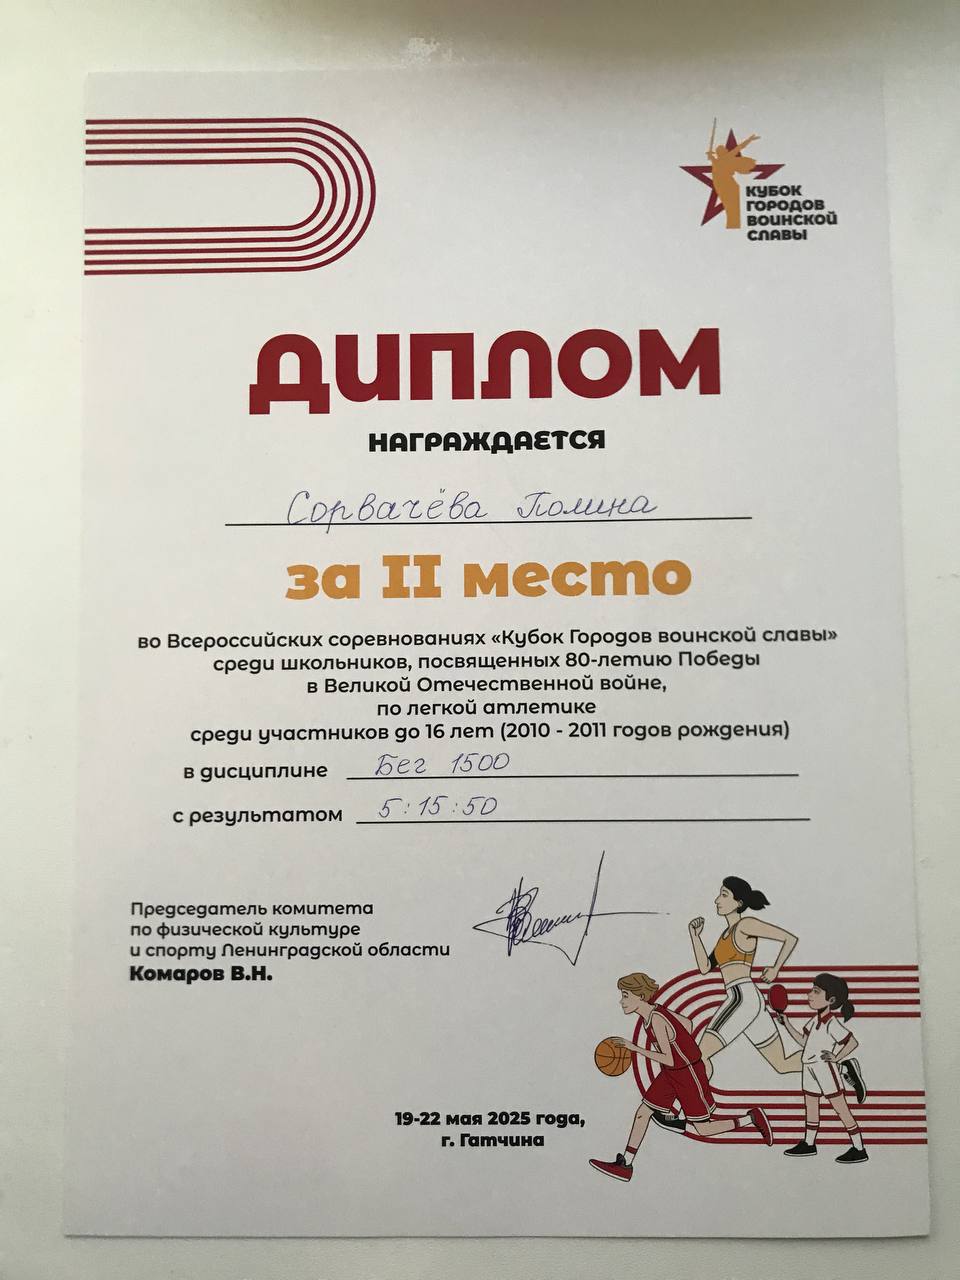 КУБОК
ГОРОДОВ
ВОИНСКОЙ
СЛАВЫ
ДИПЛОМ
НАГРАЖДАЕТСЯ
Сорвачёва Полина
за II место
во Всероссийских соревнованиях «Кубок Городов воинской славы»
среди школьников, посвященных 80-летию Победы
в Великой Отечественной войне,
по легкой атлетике
среди участников до 16 лет (2010 - 2011 годов рождения)
в дисциплине Бег 1500
с результатом 5:15:50
Председатель комитета
по физической культуре
и спорту Ленинградской области
Комаров В.Н.
19-22 мая 2025 года,
г. Гатчина